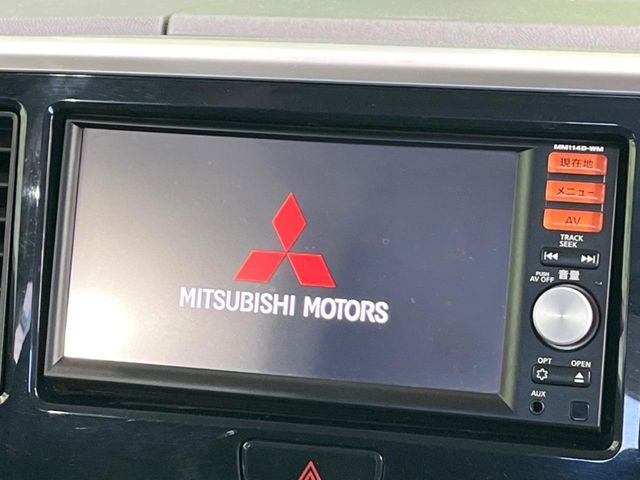 MM114D-WM
現在地
メニュー
AV
TRACK
SEEK
PUSH
AV OFF
音量
MITSUBISHI MOTORS
OPT
OPEN
AUX